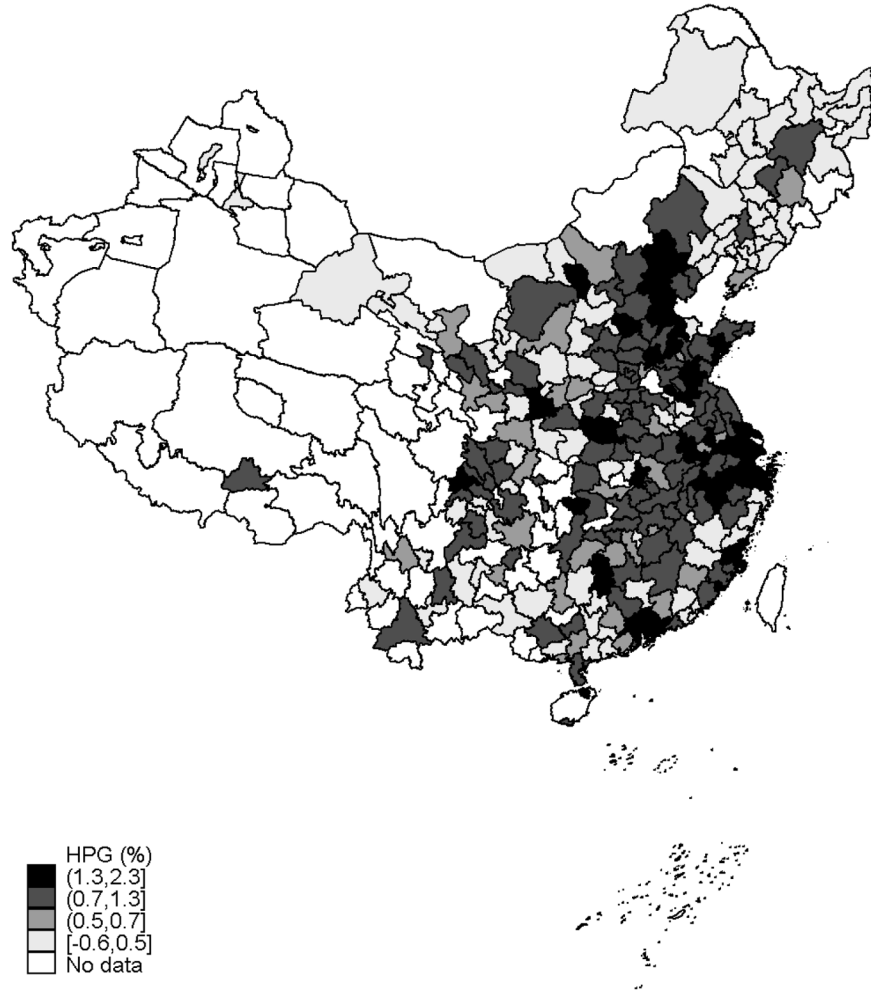 HPG (%)
(1.3,2.3]
(0.7,1.3]
(0.5,0.7]
[-0.6,0.5]
No data